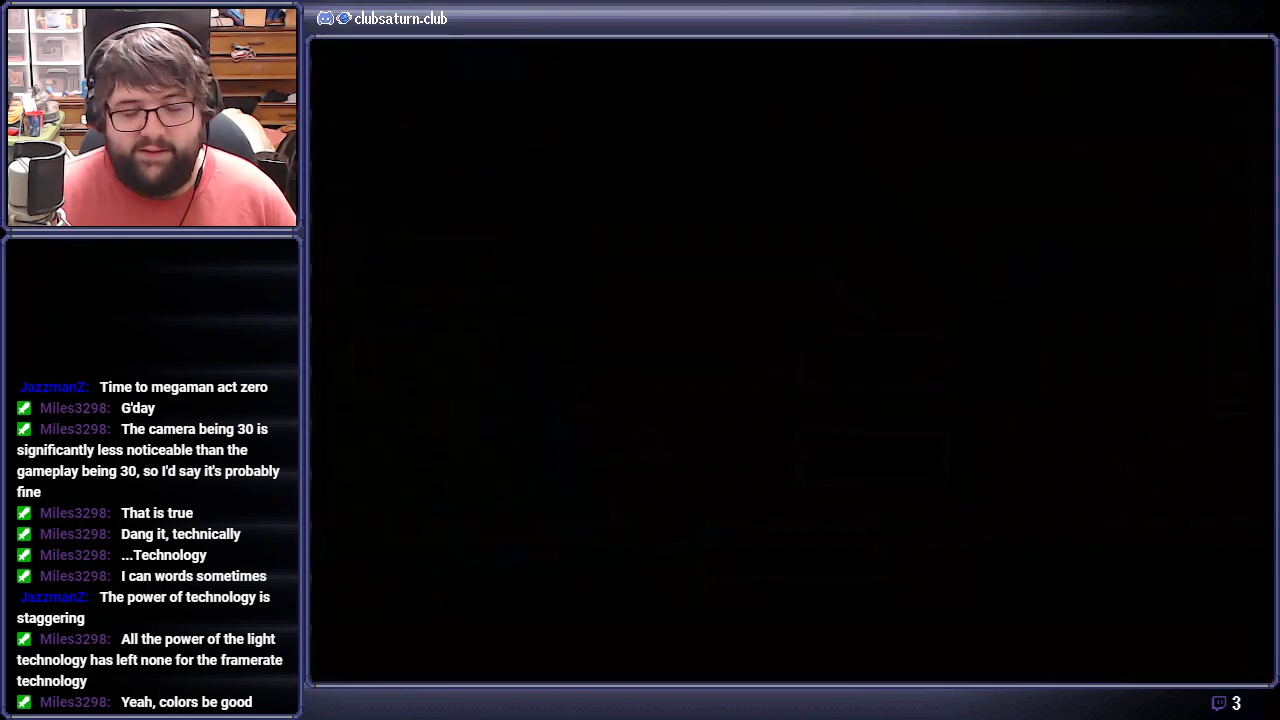 clubsaturn.club
JazzmanZ: Time to megaman act zero
Miles3298: G'day
Miles3298: The camera being 30 is
significantly less noticeable than the
gameplay being 30, so I'd say it's probably
fine
Miles3298: That is true
Miles3298: Dang it, technically
Miles3298: ...Technology
Miles3298: I can words sometimes
JazzmanZ: The power of technology is
staggering
Miles3298: All the power of the light
technology has left none for the framerate
technology
Miles3298: Yeah, colors be good
3